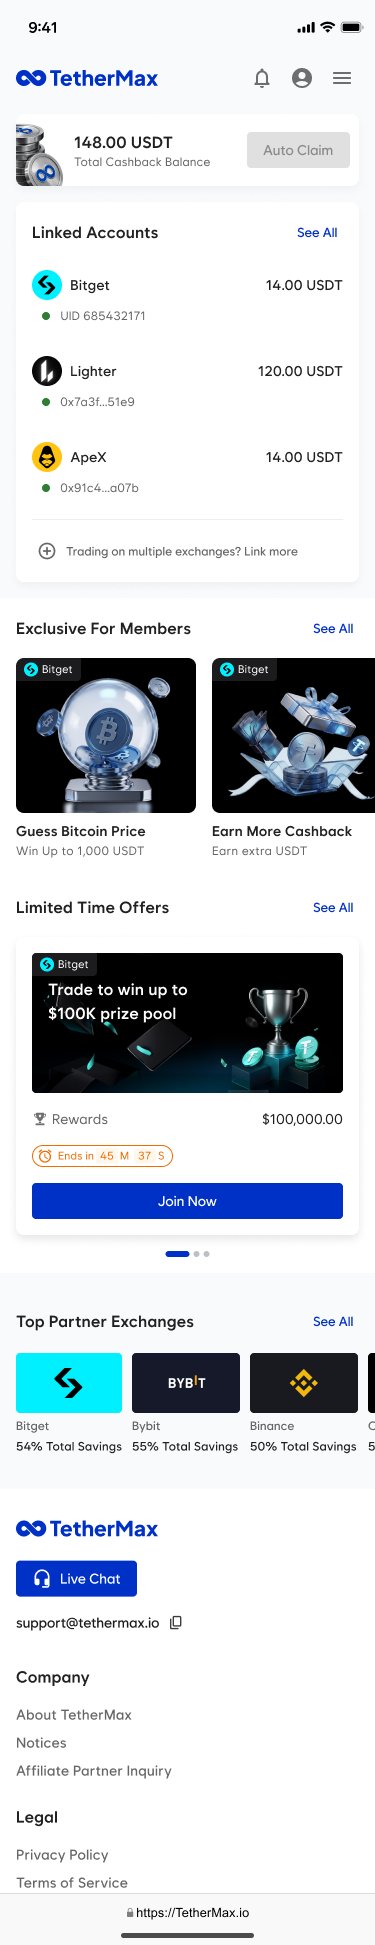 9:41
TetherMax
148.00 USDT
Total Cashback Balance
Auto Claim
Linked Accounts
See All
Bitget
14.00 USDT
UID 685432171
Lighter
120.00 USDT
0x7a3f...51e9
ApeX
14.00 USDT
0x91c4...a07b
Trading on multiple exchanges? Link more
Exclusive For Members
See All
Bitget
Bitget
Guess Bitcoin Price
Earn More Cashback
Win Up to 1,000 USDT
Earn extra USDT
Limited Time Offers
See All
Bitget
Trade to win up to
$100K prize pool
Rewards
$100,000.00
Ends in 45 M 37 S
Join Now
Top Partner Exchanges
See All
BYBIT
Bitget
Bybit
Binance
54% Total Savings
55% Total Savings
50% Total Savings
TetherMax
Live Chat
support@tethermax.io
Company
About TetherMax
Notices
Affiliate Partner Inquiry
Legal
Privacy Policy
Terms of Service
https://TetherMax.io